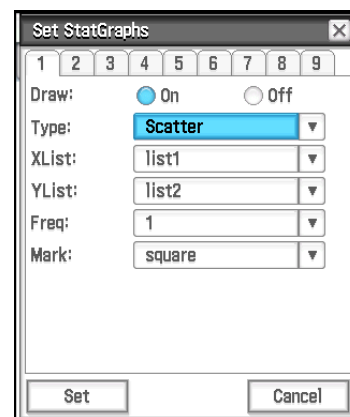 Set StatGraphs
1 2 3 4 5 6 7 8 9
Draw: On Off
Type: Scatter
XList: list1
YList: list2
Freq: 1
Mark: square
Set Cancel